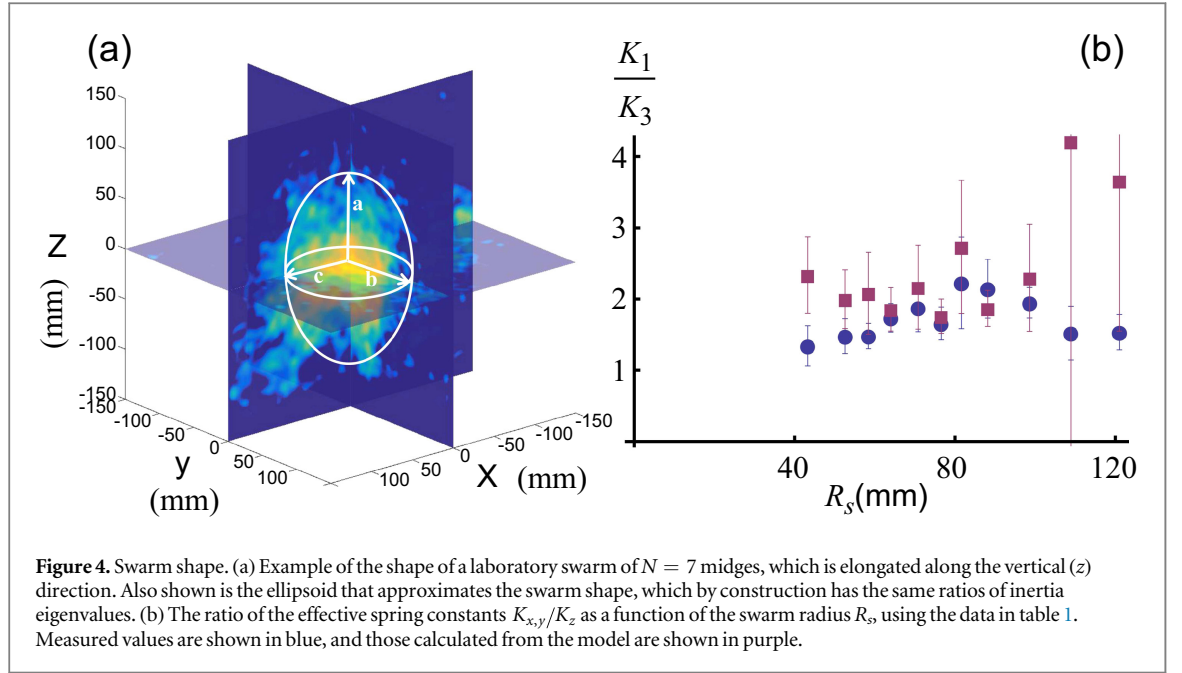 (a)
150
100
50
0
-50
-100
-150
Z
(mm)
-150
-100
-50
0
50
100
y
(mm)
-150
-100
-50
0
50
100
X (mm)
a
b
c
K₁
K₃
(b)
4
3
2
1
0
40
80
120
Rₛ(mm)
Figure 4. Swarm shape. (a) Example of the shape of a laboratory swarm of N = 7 midges, which is elongated along the vertical (z)
direction. Also shown is the ellipsoid that approximates the swarm shape, which by construction has the same ratios of inertia
eigenvalues. (b) The ratio of the effective spring constants Kₓ,ᵧ/K_z as a function of the swarm radius Rₛ, using the data in table 1.
Measured values are shown in blue, and those calculated from the model are shown in purple.